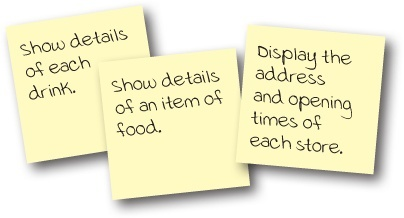 Show details
of each
drink.
Show details
of an item of
food.
Display the
address
and opening
times of
each store.